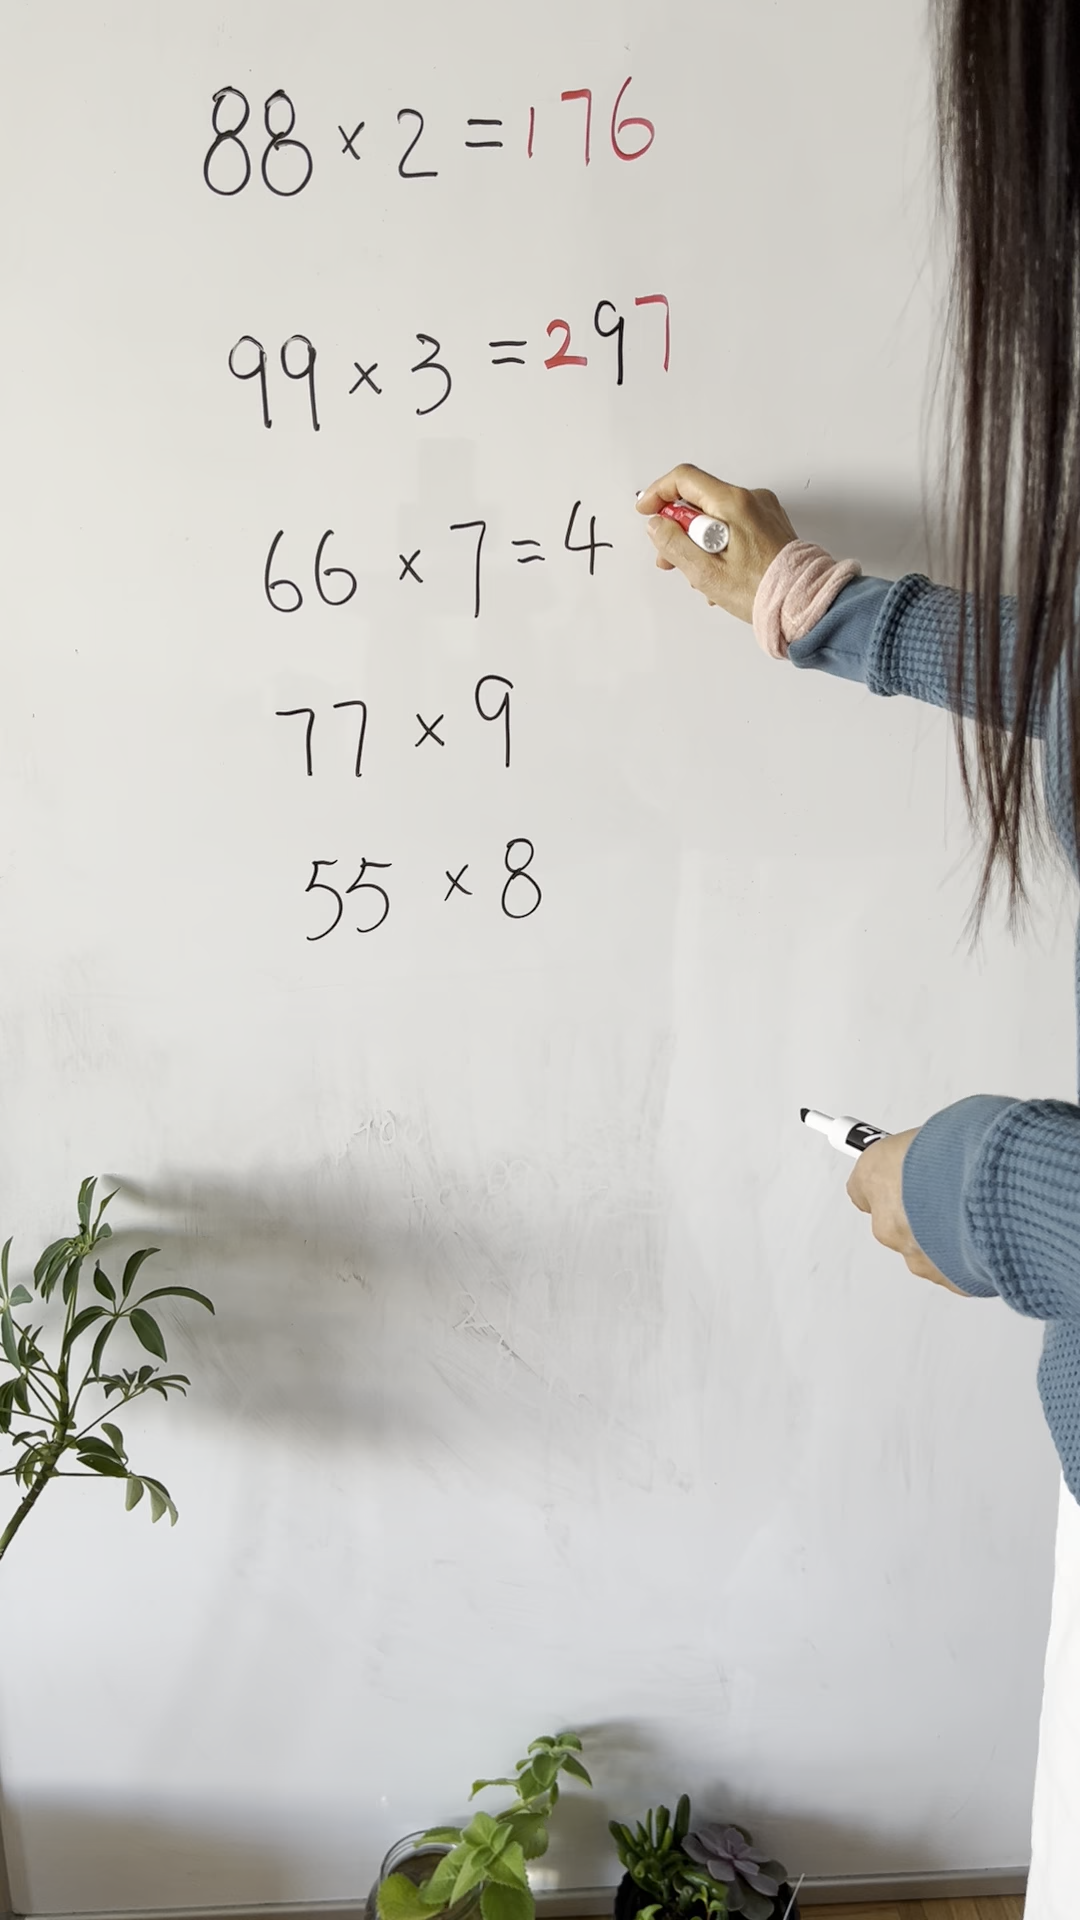 88 × 2 = 176
99 × 3 = 297
66 × 7 = 4
77 × 9
55 × 8